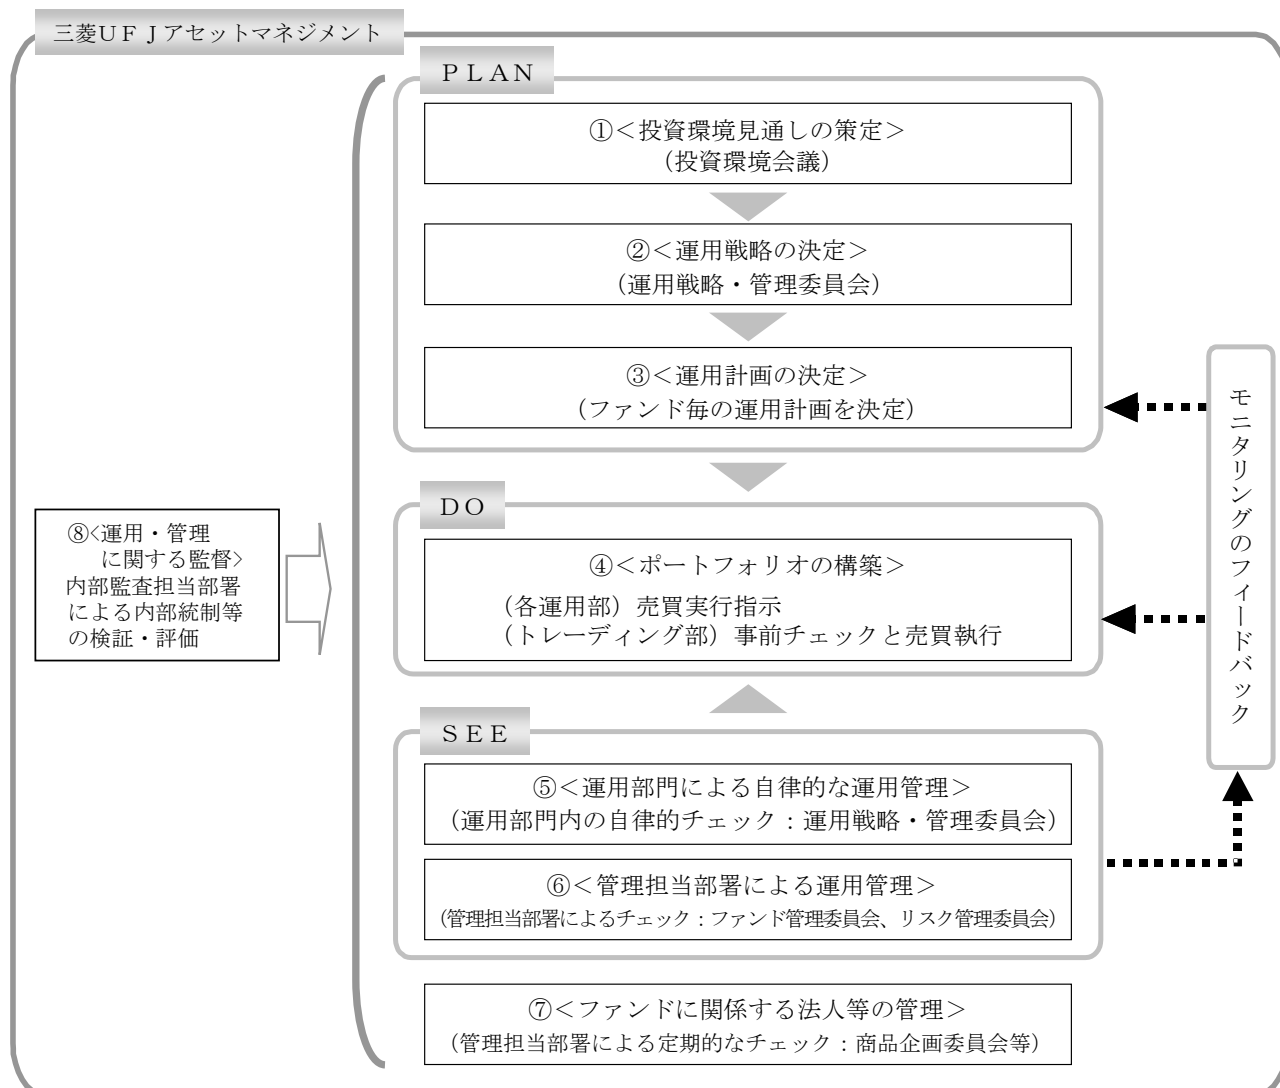 三菱ＵＦＪアセットマネジメント
ＰＬＡＮ
①＜投資環境見通しの策定＞
（投資環境会議）
②＜運用戦略の決定＞
（運用戦略・管理委員会）
③＜運用計画の決定＞
（ファンド毎の運用計画を決定）
ＤＯ
④＜ポートフォリオの構築＞
（各運用部）売買実行指示
（トレーディング部）事前チェックと売買執行
ＳＥＥ
⑤＜運用部門による自律的な運用管理＞
（運用部門内の自律的チェック：運用戦略・管理委員会）
⑥＜管理担当部署による運用管理＞
（管理担当部署によるチェック：ファンド管理委員会、リスク管理委員会）
⑦＜ファンドに関係する法人等の管理＞
（管理担当部署による定期的なチェック：商品企画委員会等）
⑧<運用・管理
に関する監督>
内部監査担当部署
による内部統制等
の検証・評価
モニタリングのフィードバック